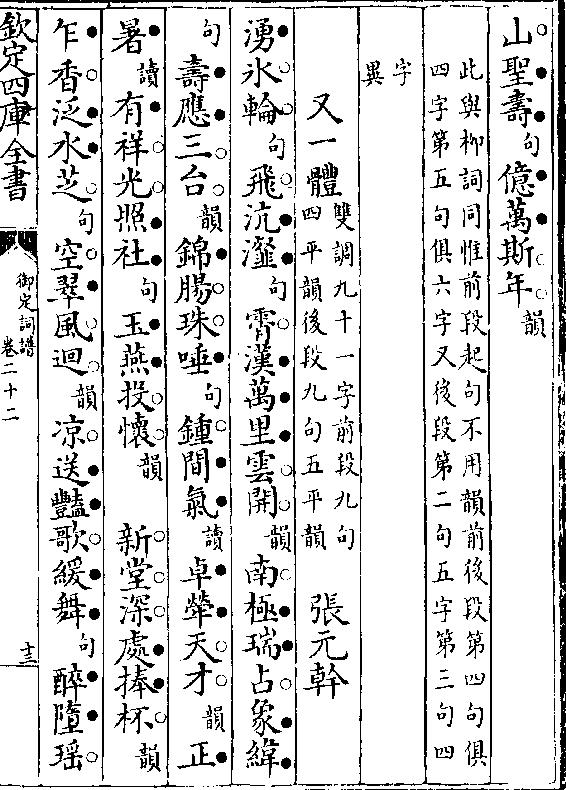 山聖壽句億萬斯年韻
此與柳詞同惟前段起句不用韻前後段第四句俱
四字第五句俱六字又後段第二句五字第三句四
字
異
又一體雙調九十一字前段九句
四平韻後段九句五平韻張元幹
湧氷輪句飛沆瀣句霄漢萬里雲開韻南極瑞占象緯
句壽應三台韻錦腸珠唾句鍾間氣讀卓犖天才韻正
暑讀有祥光照社句玉燕投懷韻新堂深處捧杯韻
乍香泛水芝句空翠風迴韻凉送艷歌緩舞句醉墮瑶
欽定四庫全書
御定詞譜
卷二十二
十三